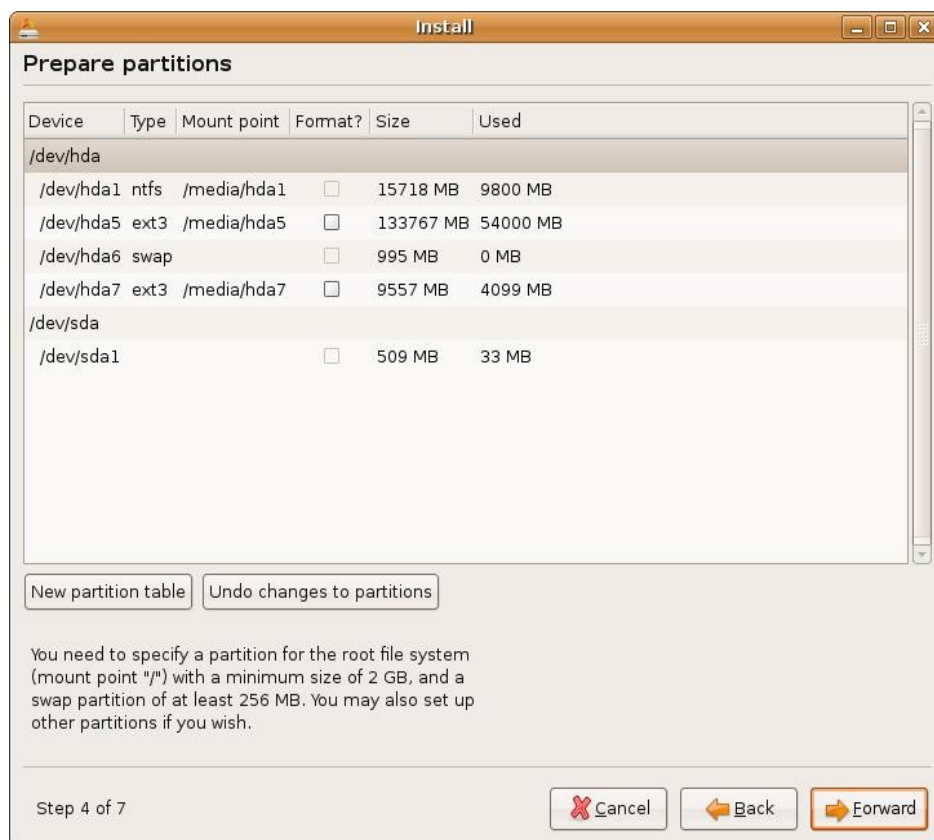 Install
Prepare partitions
Device Type Mount point Format? Size Used
/dev/hda
/dev/hda1 ntfs /media/hda1 15718 MB 9800 MB
/dev/hda5 ext3 /media/hda5 133767 MB 54000 MB
/dev/hda6 swap 995 MB 0 MB
/dev/hda7 ext3 /media/hda7 9557 MB 4099 MB
/dev/sda
/dev/sda1 509 MB 33 MB
New partition table Undo changes to partitions
You need to specify a partition for the root file system
(mount point "/") with a minimum size of 2 GB, and a
swap partition of at least 256 MB. You may also set up
other partitions if you wish.
Step 4 of 7 Cancel Back Forward